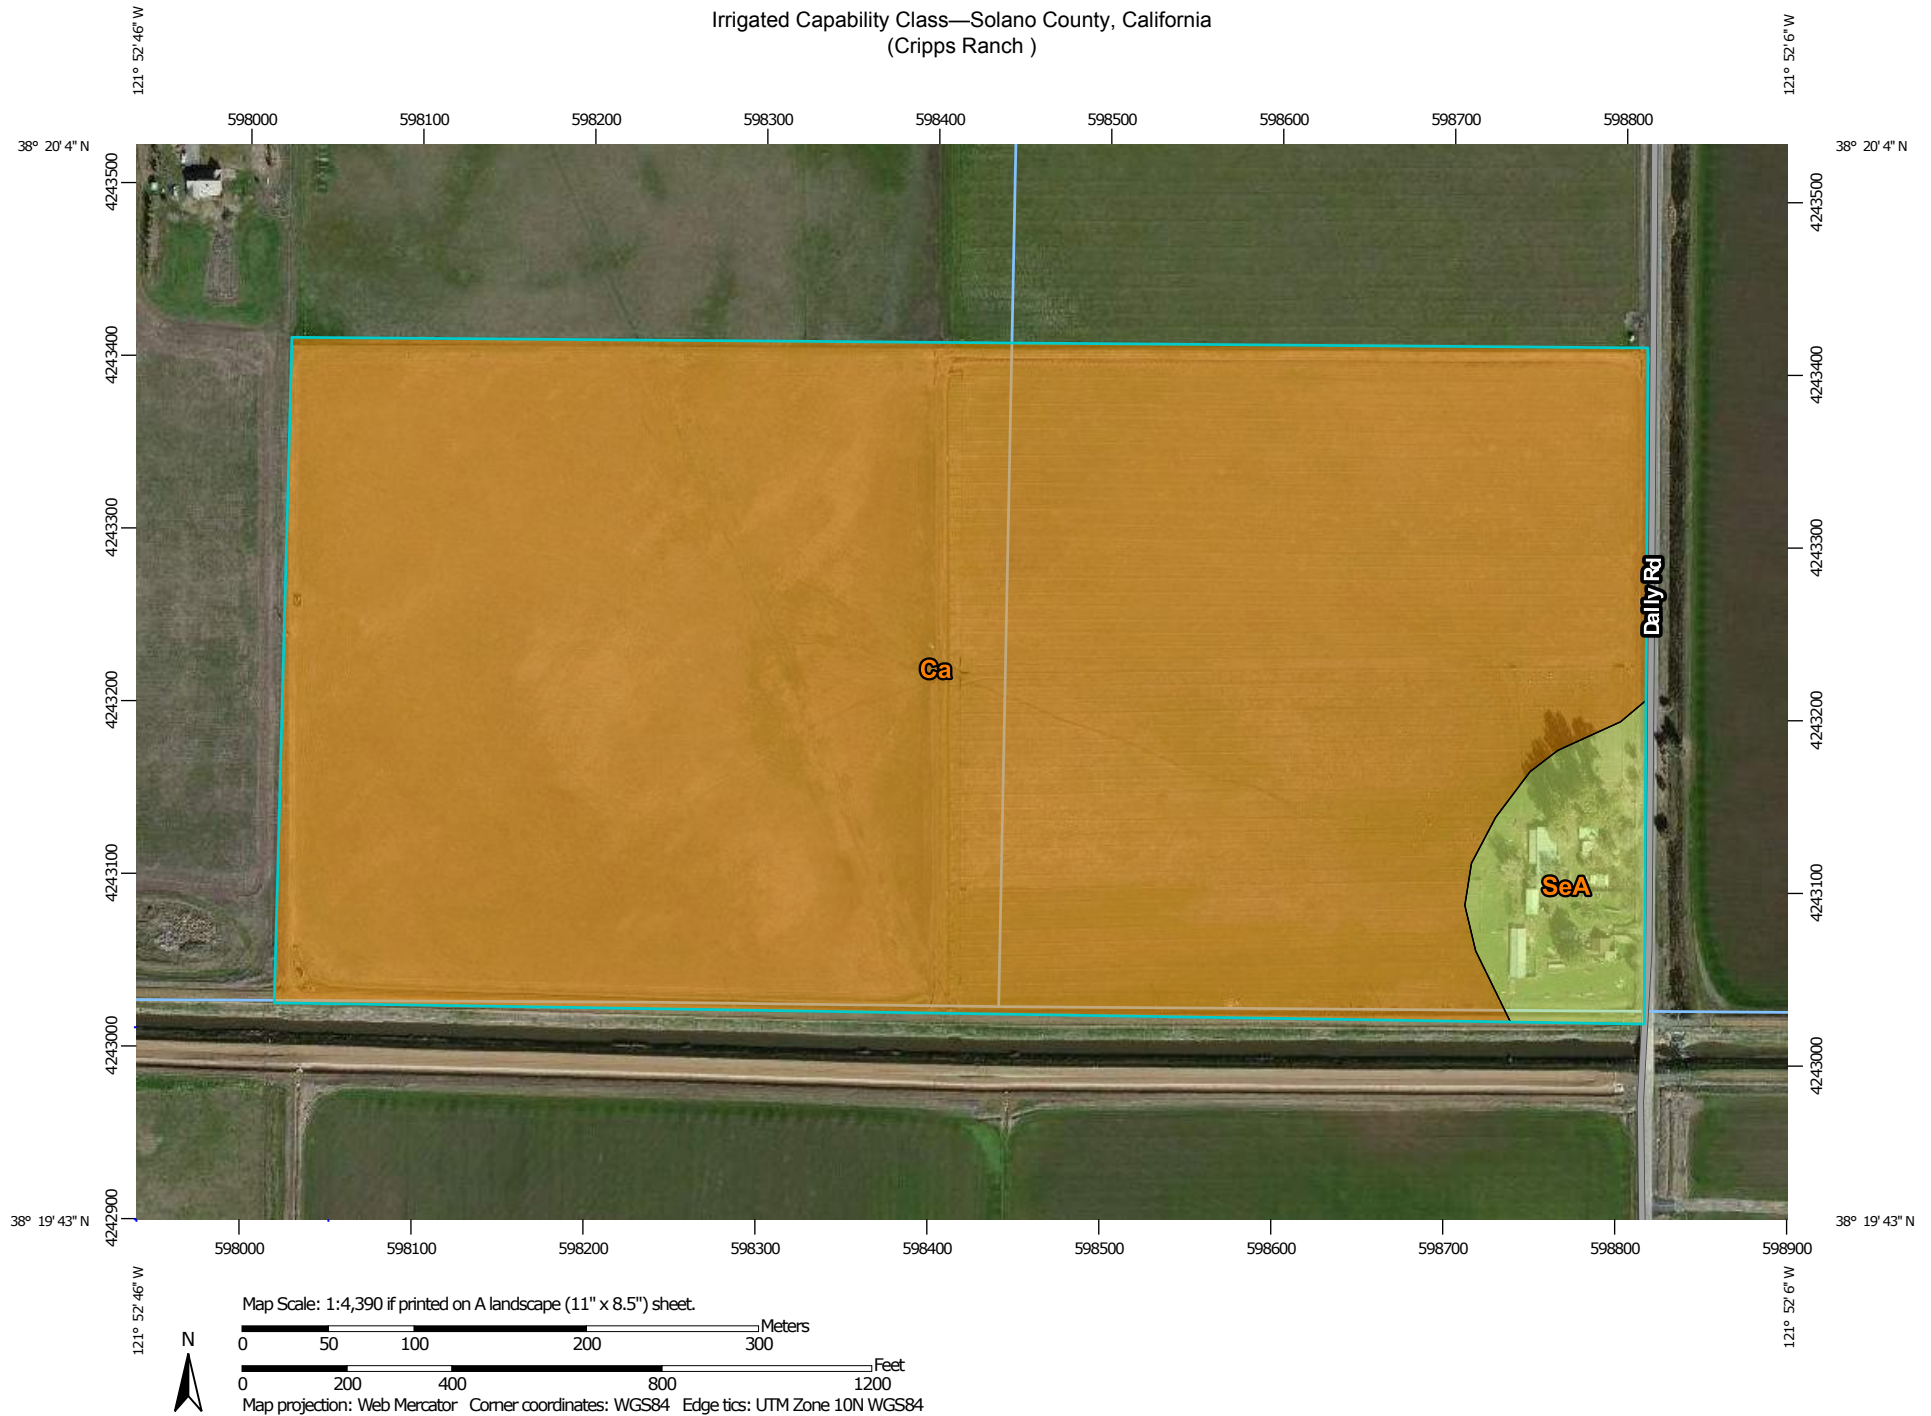 Irrigated Capability Class—Solano County, California
(Cripps Ranch )
121° 52' 46" W
121° 52' 6" W
598000 598100 598200 598300 598400 598500 598600 598700 598800
38° 20' 4" N
38° 20' 4" N
4243500
4243500
4243400
4243400
4243300
4243300
Dally Rd
Ca
4243200
4243200
4243100
4243100
SeA
4243000
4243000
4242900
38° 19' 43" N
38° 19' 43" N
598000 598100 598200 598300 598400 598500 598600 598700 598800 598900
121° 52' 46" W
121° 52' 6" W
Map Scale: 1:4,390 if printed on A landscape (11" x 8.5") sheet.
Meters
N
0 50 100 200 300
Feet
0 200 400 800 1200
Map projection: Web Mercator Corner coordinates: WGS84 Edge tics: UTM Zone 10N WGS84